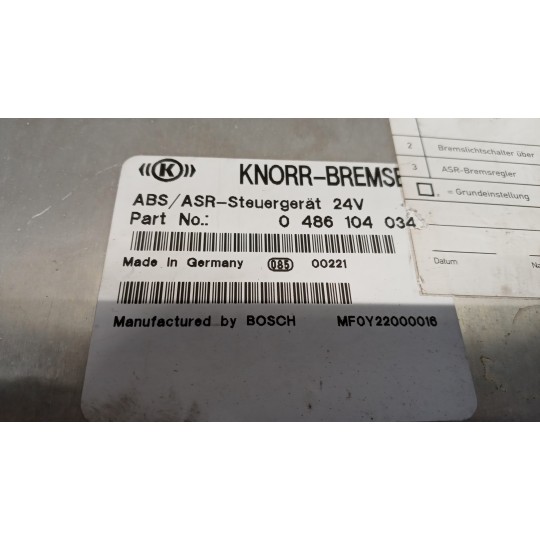 (((K))) KNORR-BREMSE
ABS/ASR-Steuergerät 24V
Part No.: 0 486 104 034
Made in Germany 085 00221
Manufactured by BOSCH MF0Y22000016
2 Bremslichtschalter über
3 ASR-Bremsregler
= Grundeinstellung
Datum